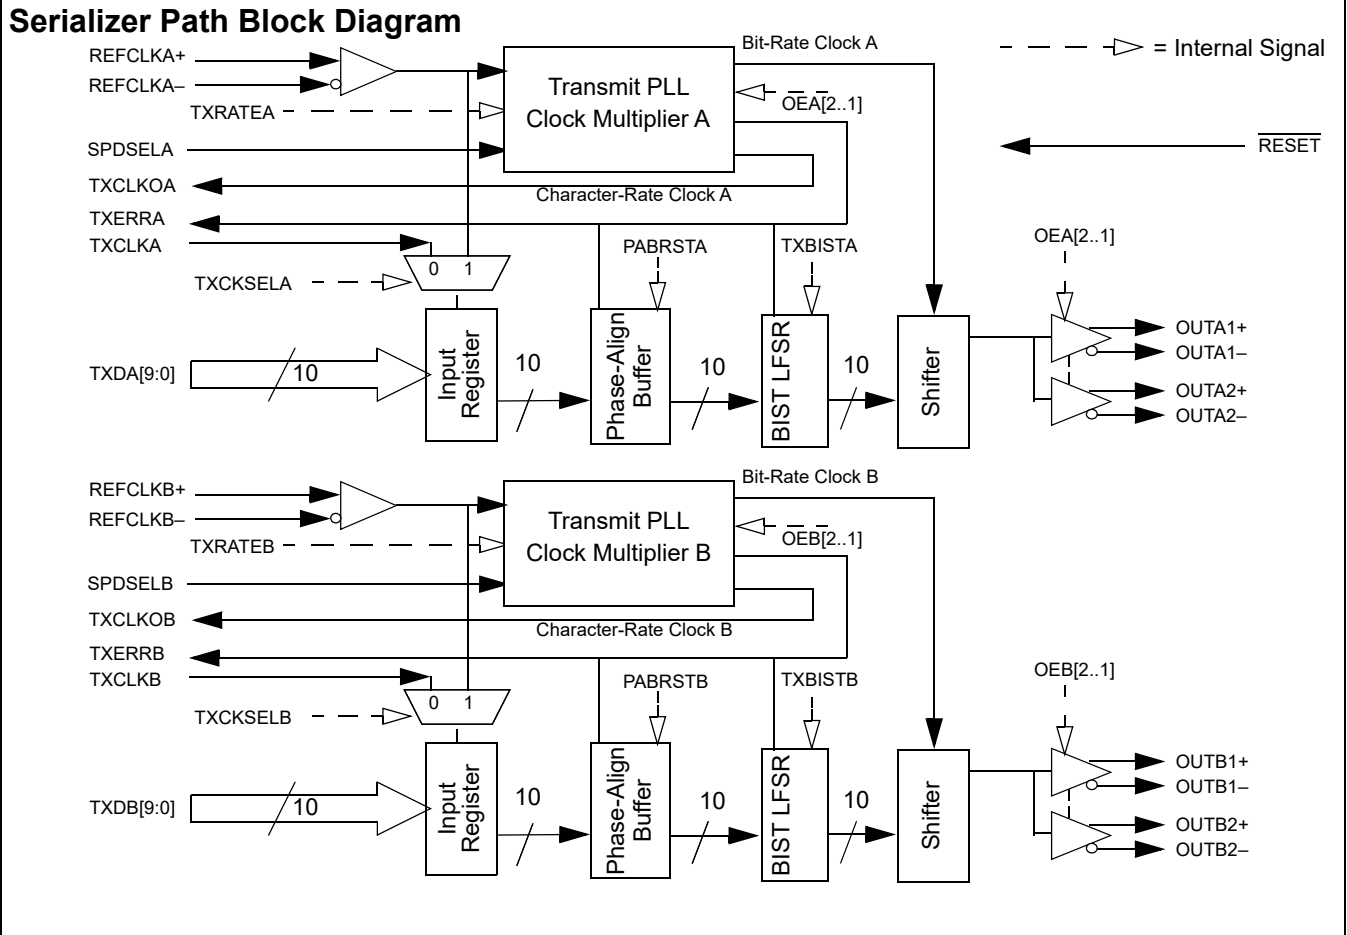 Serializer Path Block Diagram
REFCLKA+
REFCLKA–
TXRATEA
SPDSELA
TXCLKOA
TXERRA
TXCLKA
TXCKSELA
TXDA[9:0]
10
Transmit PLL
Clock Multiplier A
Bit-Rate Clock A
OEA[2..1]
Character-Rate Clock A
0 1
PABRSTA
TXBISTA
Input
Register
10
Phase-Align
Buffer
10
BIST LFSR
10
Shifter
= Internal Signal
RESET
OEA[2..1]
OUTA1+
OUTA1–
OUTA2+
OUTA2–
REFCLKB+
REFCLKB–
TXRATEB
SPDSELB
TXCLKOB
TXERRB
TXCLKB
TXCKSELB
TXDB[9:0]
10
Transmit PLL
Clock Multiplier B
Bit-Rate Clock B
OEB[2..1]
Character-Rate Clock B
0 1
PABRSTB
TXBISTB
Input
Register
10
Phase-Align
Buffer
10
BIST LFSR
10
Shifter
OEB[2..1]
OUTB1+
OUTB1–
OUTB2+
OUTB2–